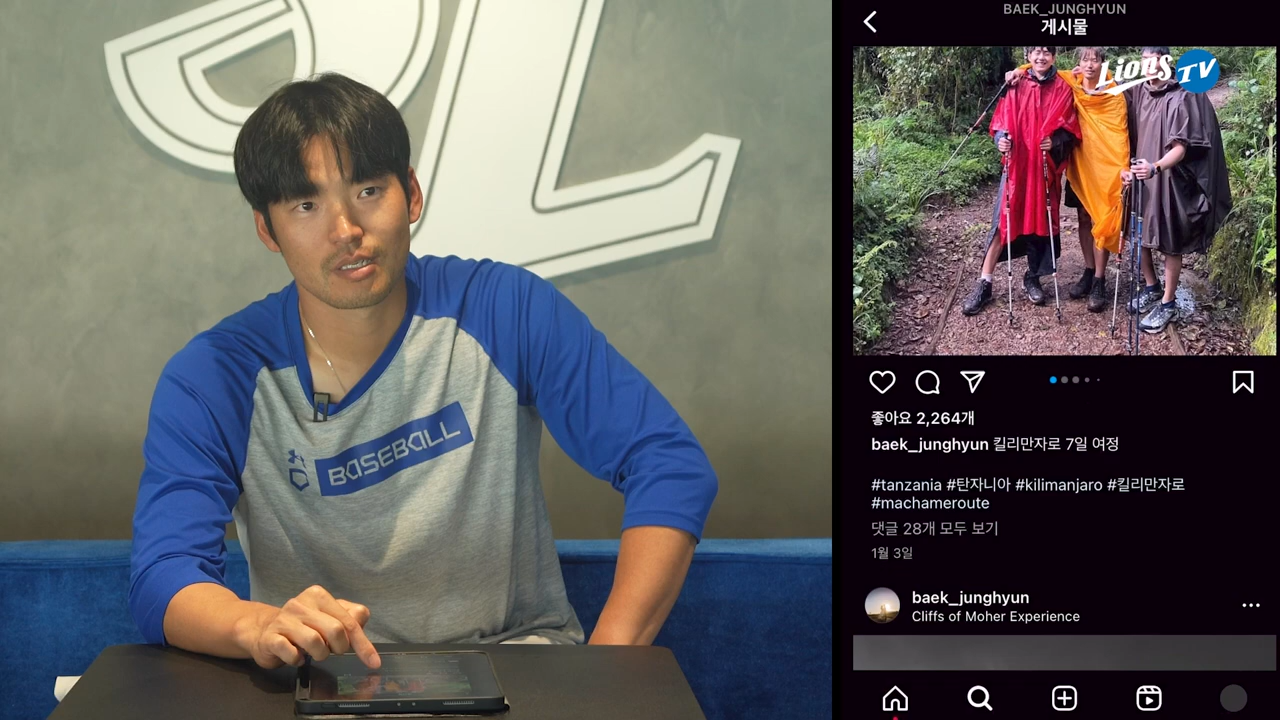 BASEBALL
BAEK_JUNGHYUN
게시물
Lions TV
좋아요 2,264개
baek_junghyun 킬리만자로 7일 여정
#tanzania #탄자니아 #kilimanjaro #킬리만자로
#machameroute
댓글 28개 모두 보기
1월 3일
baek_junghyun
Cliffs of Moher Experience